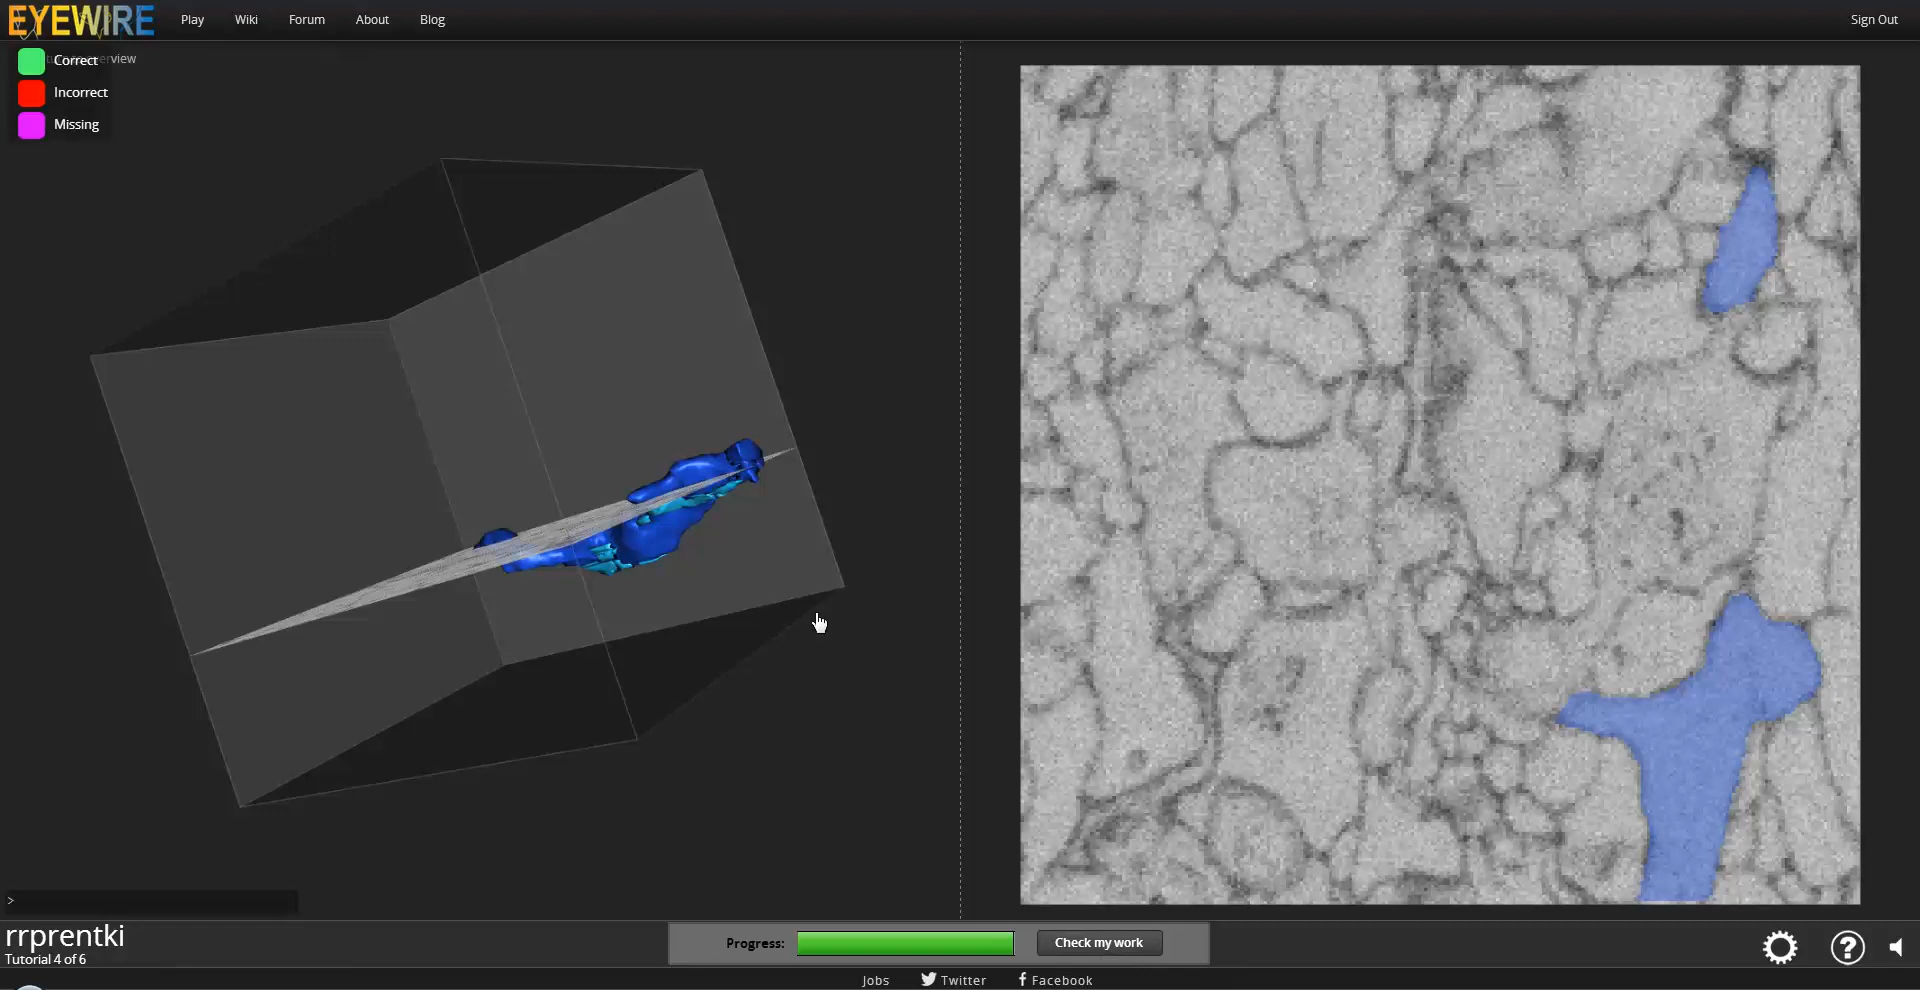 EYEWIRE Play Wiki Forum About Blog Sign Out
Correct
Incorrect
Missing
>
rrprentki
Tutorial 4 of 6
Progress: Check my work
Jobs Twitter Facebook